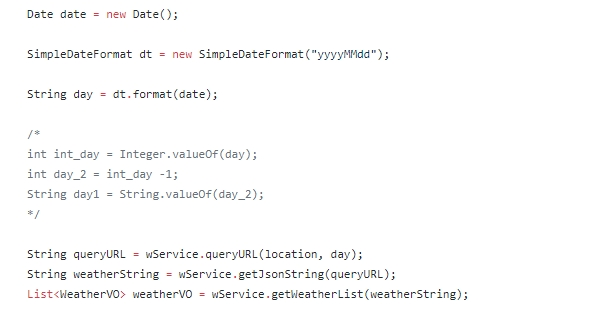 Date date = new Date();
SimpleDateFormat dt = new SimpleDateFormat("yyyyMMdd");
String day = dt.format(date);
/*
int int_day = Integer.valueOf(day);
int day_2 = int_day -1;
String day1 = String.valueOf(day_2);
*/
String queryURL = wService.queryURL(location, day);
String weatherString = wService.getJsonString(queryURL);
List<WeatherVO> weatherVO = wService.getWeatherList(weatherString);